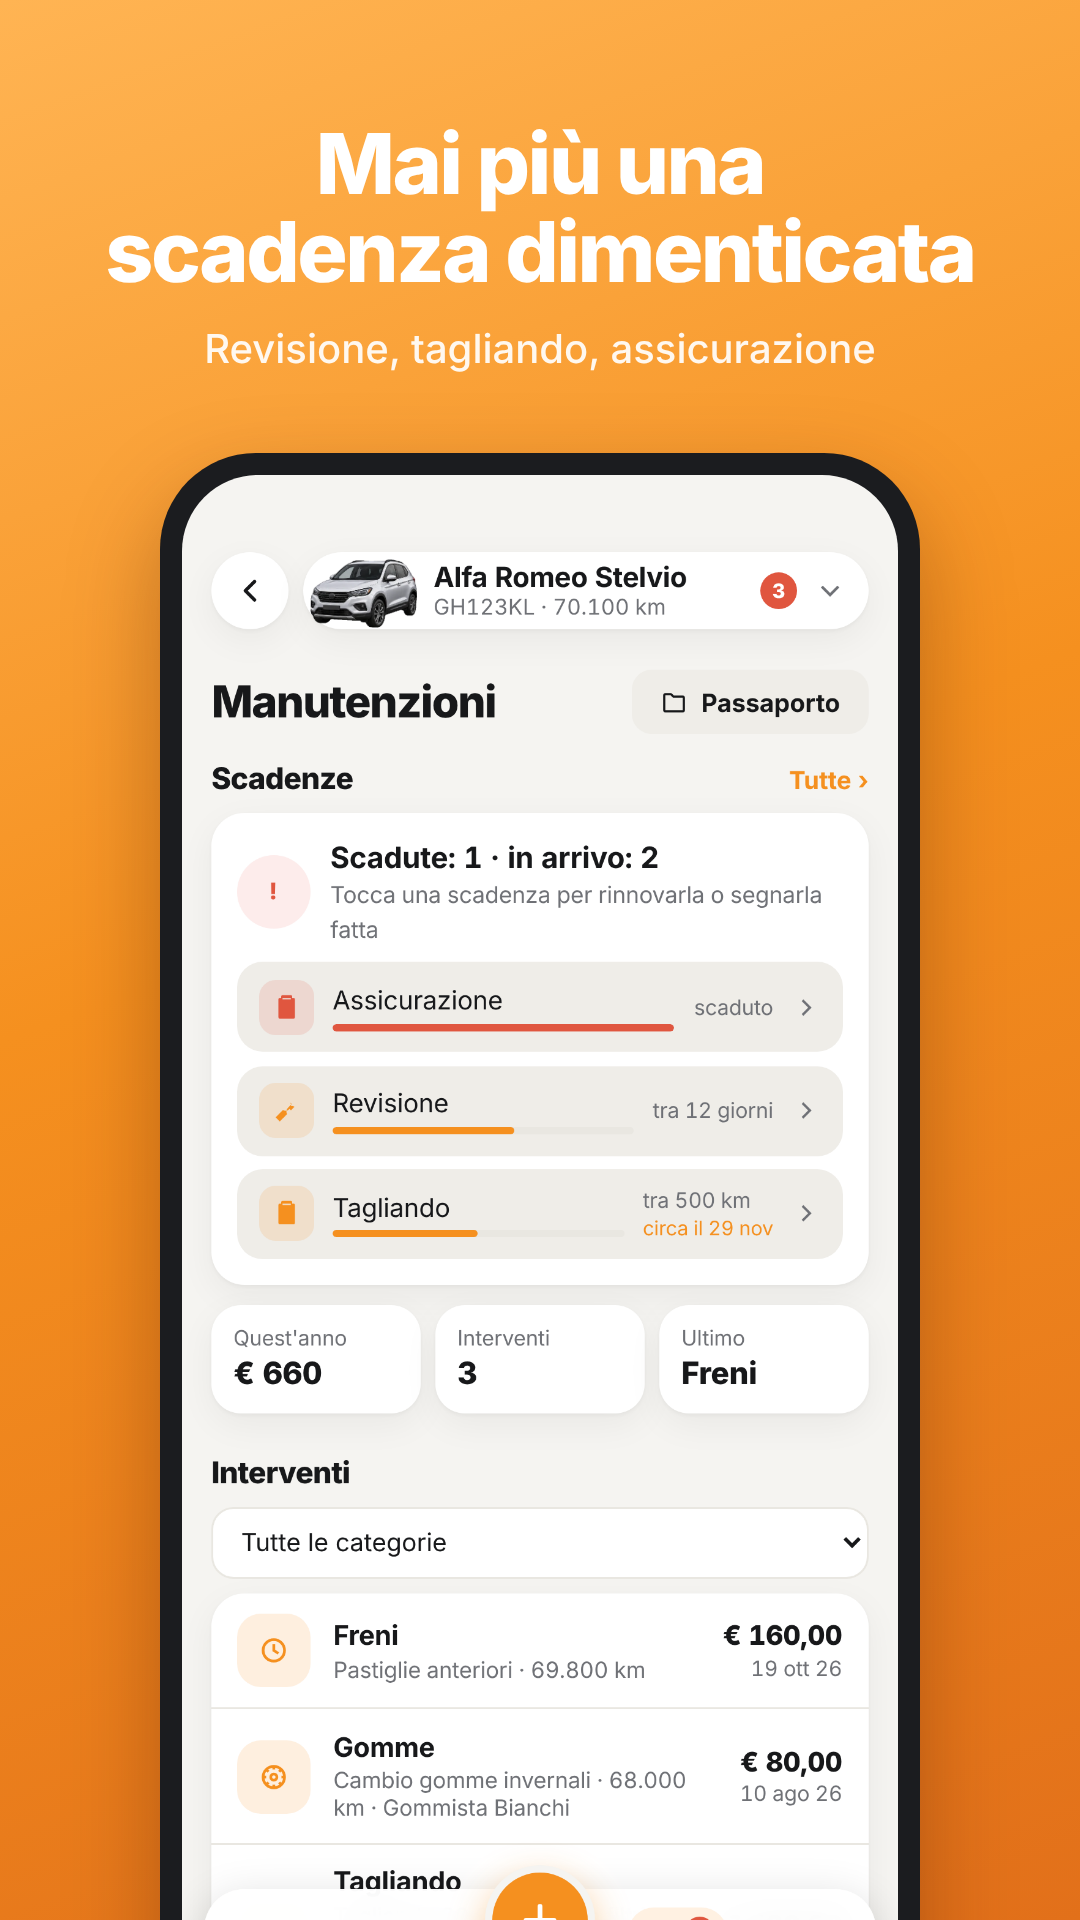 Mai più una
scadenza dimenticata
Revisione, tagliando, assicurazione
Alfa Romeo Stelvio
GH123KL · 70.100 km
3
Manutenzioni
Passaporto
Scadenze
Tutte ›
Scadute: 1 · in arrivo: 2
Tocca una scadenza per rinnovarla o segnarla
fatta
Assicurazione
scaduto
Revisione
tra 12 giorni
Tagliando
tra 500 km
circa il 29 nov
Quest'anno
€ 660
Interventi
3
Ultimo
Freni
Interventi
Tutte le categorie
Freni
€ 160,00
Pastiglie anteriori · 69.800 km
19 ott 26
Gomme
€ 80,00
Cambio gomme invernali · 68.000
km · Gommista Bianchi
10 ago 26
Tagliando